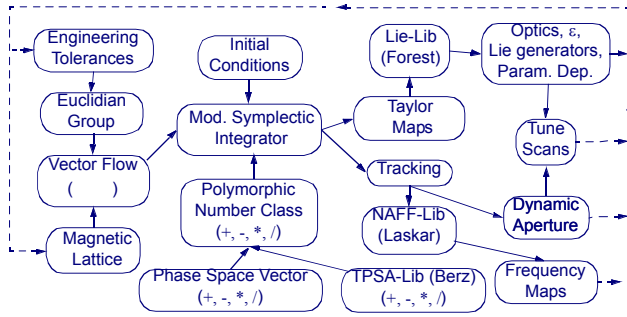 Engineering
Tolerances
Euclidian
Group
Vector Flow
( )
Magnetic
Lattice
Initial
Conditions
Mod. Symplectic
Integrator
Polymorphic
Number Class
(+, -, *, /)
Phase Space Vector
(+, -, *, /)
TPSA-Lib (Berz)
(+, -, *, /)
Lie-Lib
(Forest)
Taylor
Maps
Tracking
NAFF-Lib
(Laskar)
Optics, ε,
Lie generators,
Param. Dep.
Tune
Scans
Dynamic
Aperture
Frequency
Maps